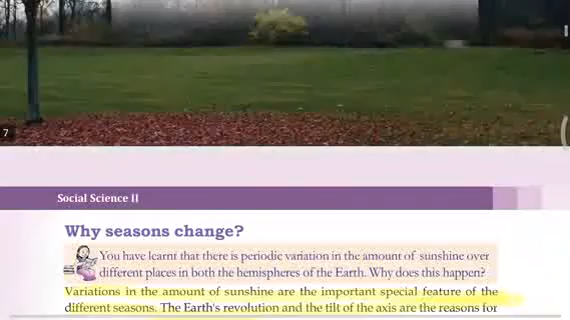 7
Social Science II
Why seasons change?
You have learnt that there is periodic variation in the amount of sunshine over
different places in both the hemispheres of the Earth. Why does this happen?
Variations in the amount of sunshine are the important special feature of the
different seasons. The Earth's revolution and the tilt of the axis are the reasons for